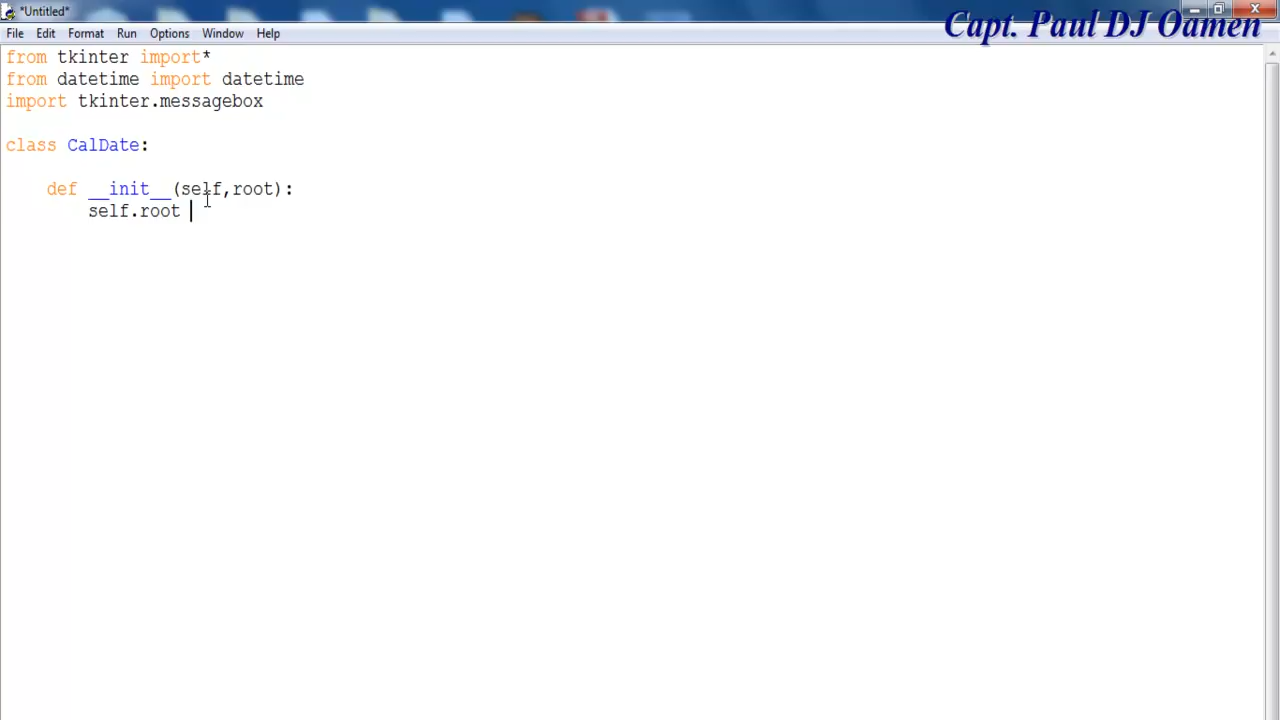 *Untitled*
File Edit Format Run Options Window Help
Capt. Paul DJ Oamen
from tkinter import*
from datetime import datetime
import tkinter.messagebox
class CalDate:
def __init__(self,root):
self.root